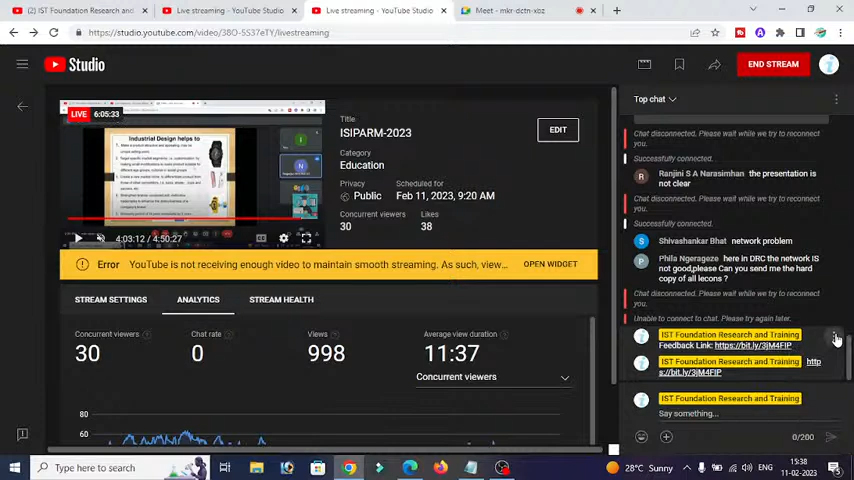 (2) IST Foundation Research and
Live streaming - YouTube Studio
Live streaming - YouTube Studio
Meet - mkr-dctn-xbz
https://studio.youtube.com/video/38O-SS37eTY/livestreaming
Studio
END STREAM
LIVE 6:05:33
Industrial Design helps to
4:03:12 / 4:50:27
Title
ISIPARM-2023
EDIT
Category
Education
Privacy
Public
Scheduled for
Feb 11, 2023, 9:20 AM
Concurrent viewers
30
Likes
38
Error YouTube is not receiving enough video to maintain smooth streaming. As such, view... OPEN WIDGET
STREAM SETTINGS ANALYTICS STREAM HEALTH
Concurrent viewers
30
Chat rate
0
Views
998
Average view duration
11:37
Concurrent viewers
80
60
Top chat
Chat disconnected. Please wait while we try to reconnect
you.
Successfully connected.
R Ranjini S A Narasimhan the presentation is
not clear
Chat disconnected. Please wait while we try to reconnect
you.
Successfully connected.
S Shivashankar Bhat network problem
P Phila Ngerageze here in DRC the network IS
NOT good,please Can you send me the hard
copy of all lecons ?
Chat disconnected. Please wait while we try to reconnect
you.
Unable to connect to chat. Please try again later.
IST Foundation Research and Training
Feedback Link: https://bit.ly/3jM4FIP
IST Foundation Research and Training http
s://bit.ly/3jM4FIP
IST Foundation Research and Training
Say something...
0/200
Type here to search
28°C Sunny
ENG
15:38
11-02-2023
5